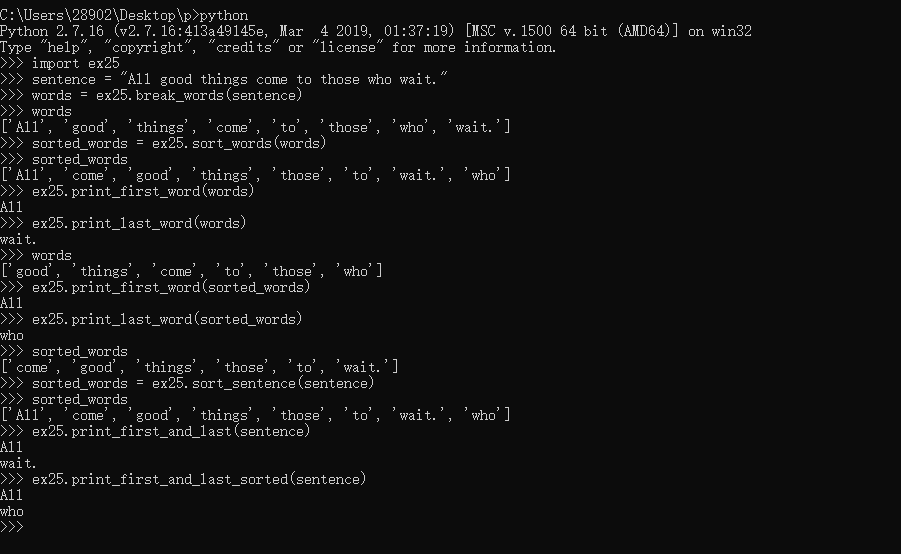 C:\Users\28902\Desktop\p>python
Python 2.7.16 (v2.7.16:413a49145e, Mar  4 2019, 01:37:19) [MSC v.1500 64 bit (AMD64)] on win32
Type "help", "copyright", "credits" or "license" for more information.
>>> import ex25
>>> sentence = "All good things come to those who wait."
>>> words = ex25.break_words(sentence)
>>> words
['All', 'good', 'things', 'come', 'to', 'those', 'who', 'wait.']
>>> sorted_words = ex25.sort_words(words)
>>> sorted_words
['All', 'come', 'good', 'things', 'those', 'to', 'wait.', 'who']
>>> ex25.print_first_word(words)
All
>>> ex25.print_last_word(words)
wait.
>>> words
['good', 'things', 'come', 'to', 'those', 'who']
>>> ex25.print_first_word(sorted_words)
All
>>> ex25.print_last_word(sorted_words)
who
>>> sorted_words
['come', 'good', 'things', 'those', 'to', 'wait.']
>>> sorted_words = ex25.sort_sentence(sentence)
>>> sorted_words
['All', 'come', 'good', 'things', 'those', 'to', 'wait.', 'who']
>>> ex25.print_first_and_last(sentence)
All
wait.
>>> ex25.print_first_and_last_sorted(sentence)
All
who
>>>